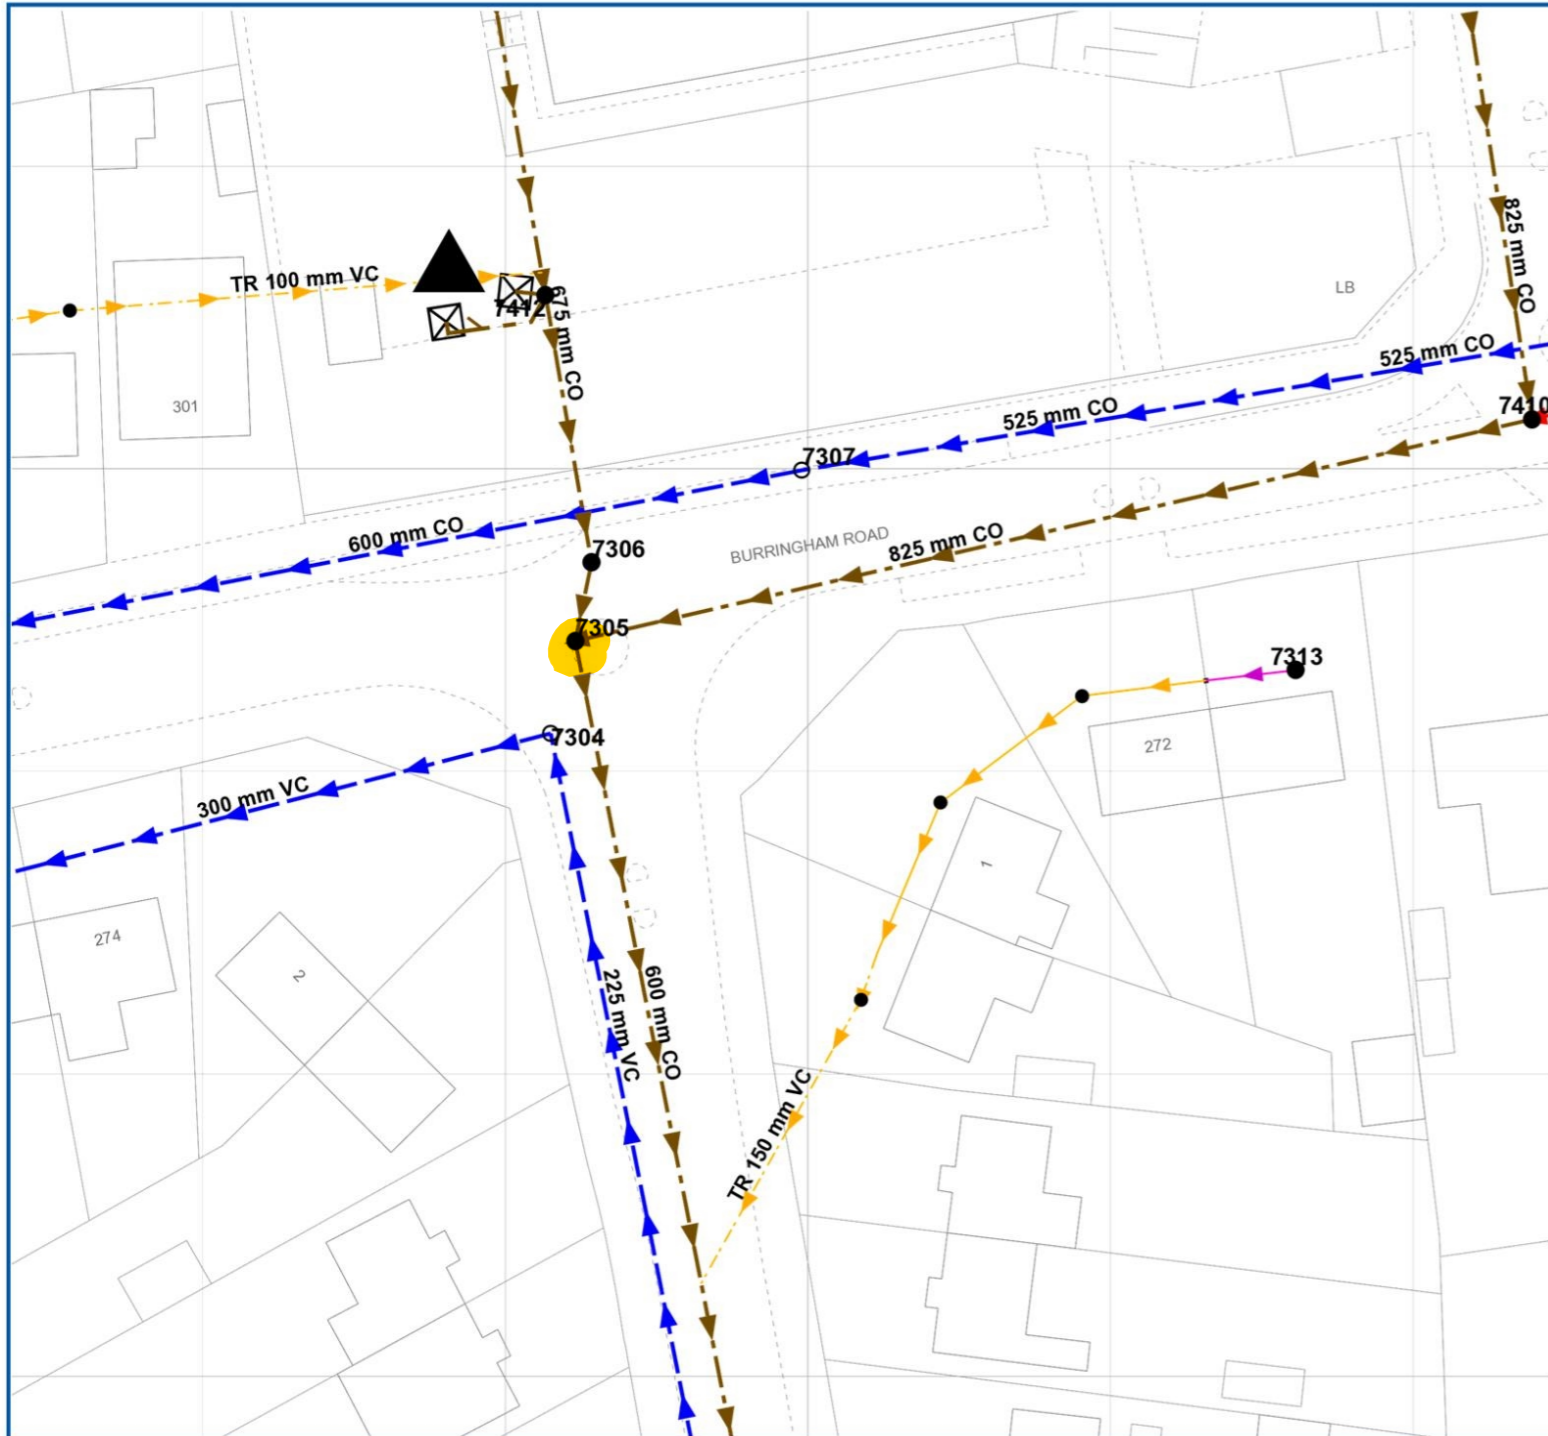 825 mm CO
TR 100 mm VC
7412
675 mm CO
LB
525 mm CO
301
7410
525 mm CO
7307
600 mm CO
BURRINGHAM ROAD
825 mm CO
7306
7305
7313
7304
272
300 mm VC
1
274
2
225 mm VC
600 mm CO
TR 150 mm VC